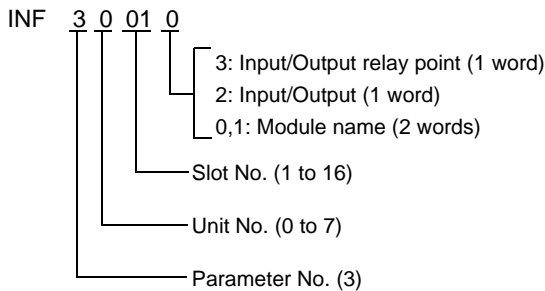 INF 3 0 01 0
3: Input/Output relay point (1 word)
2: Input/Output (1 word)
0,1: Module name (2 words)
Slot No. (1 to 16)
Unit No. (0 to 7)
Parameter No. (3)